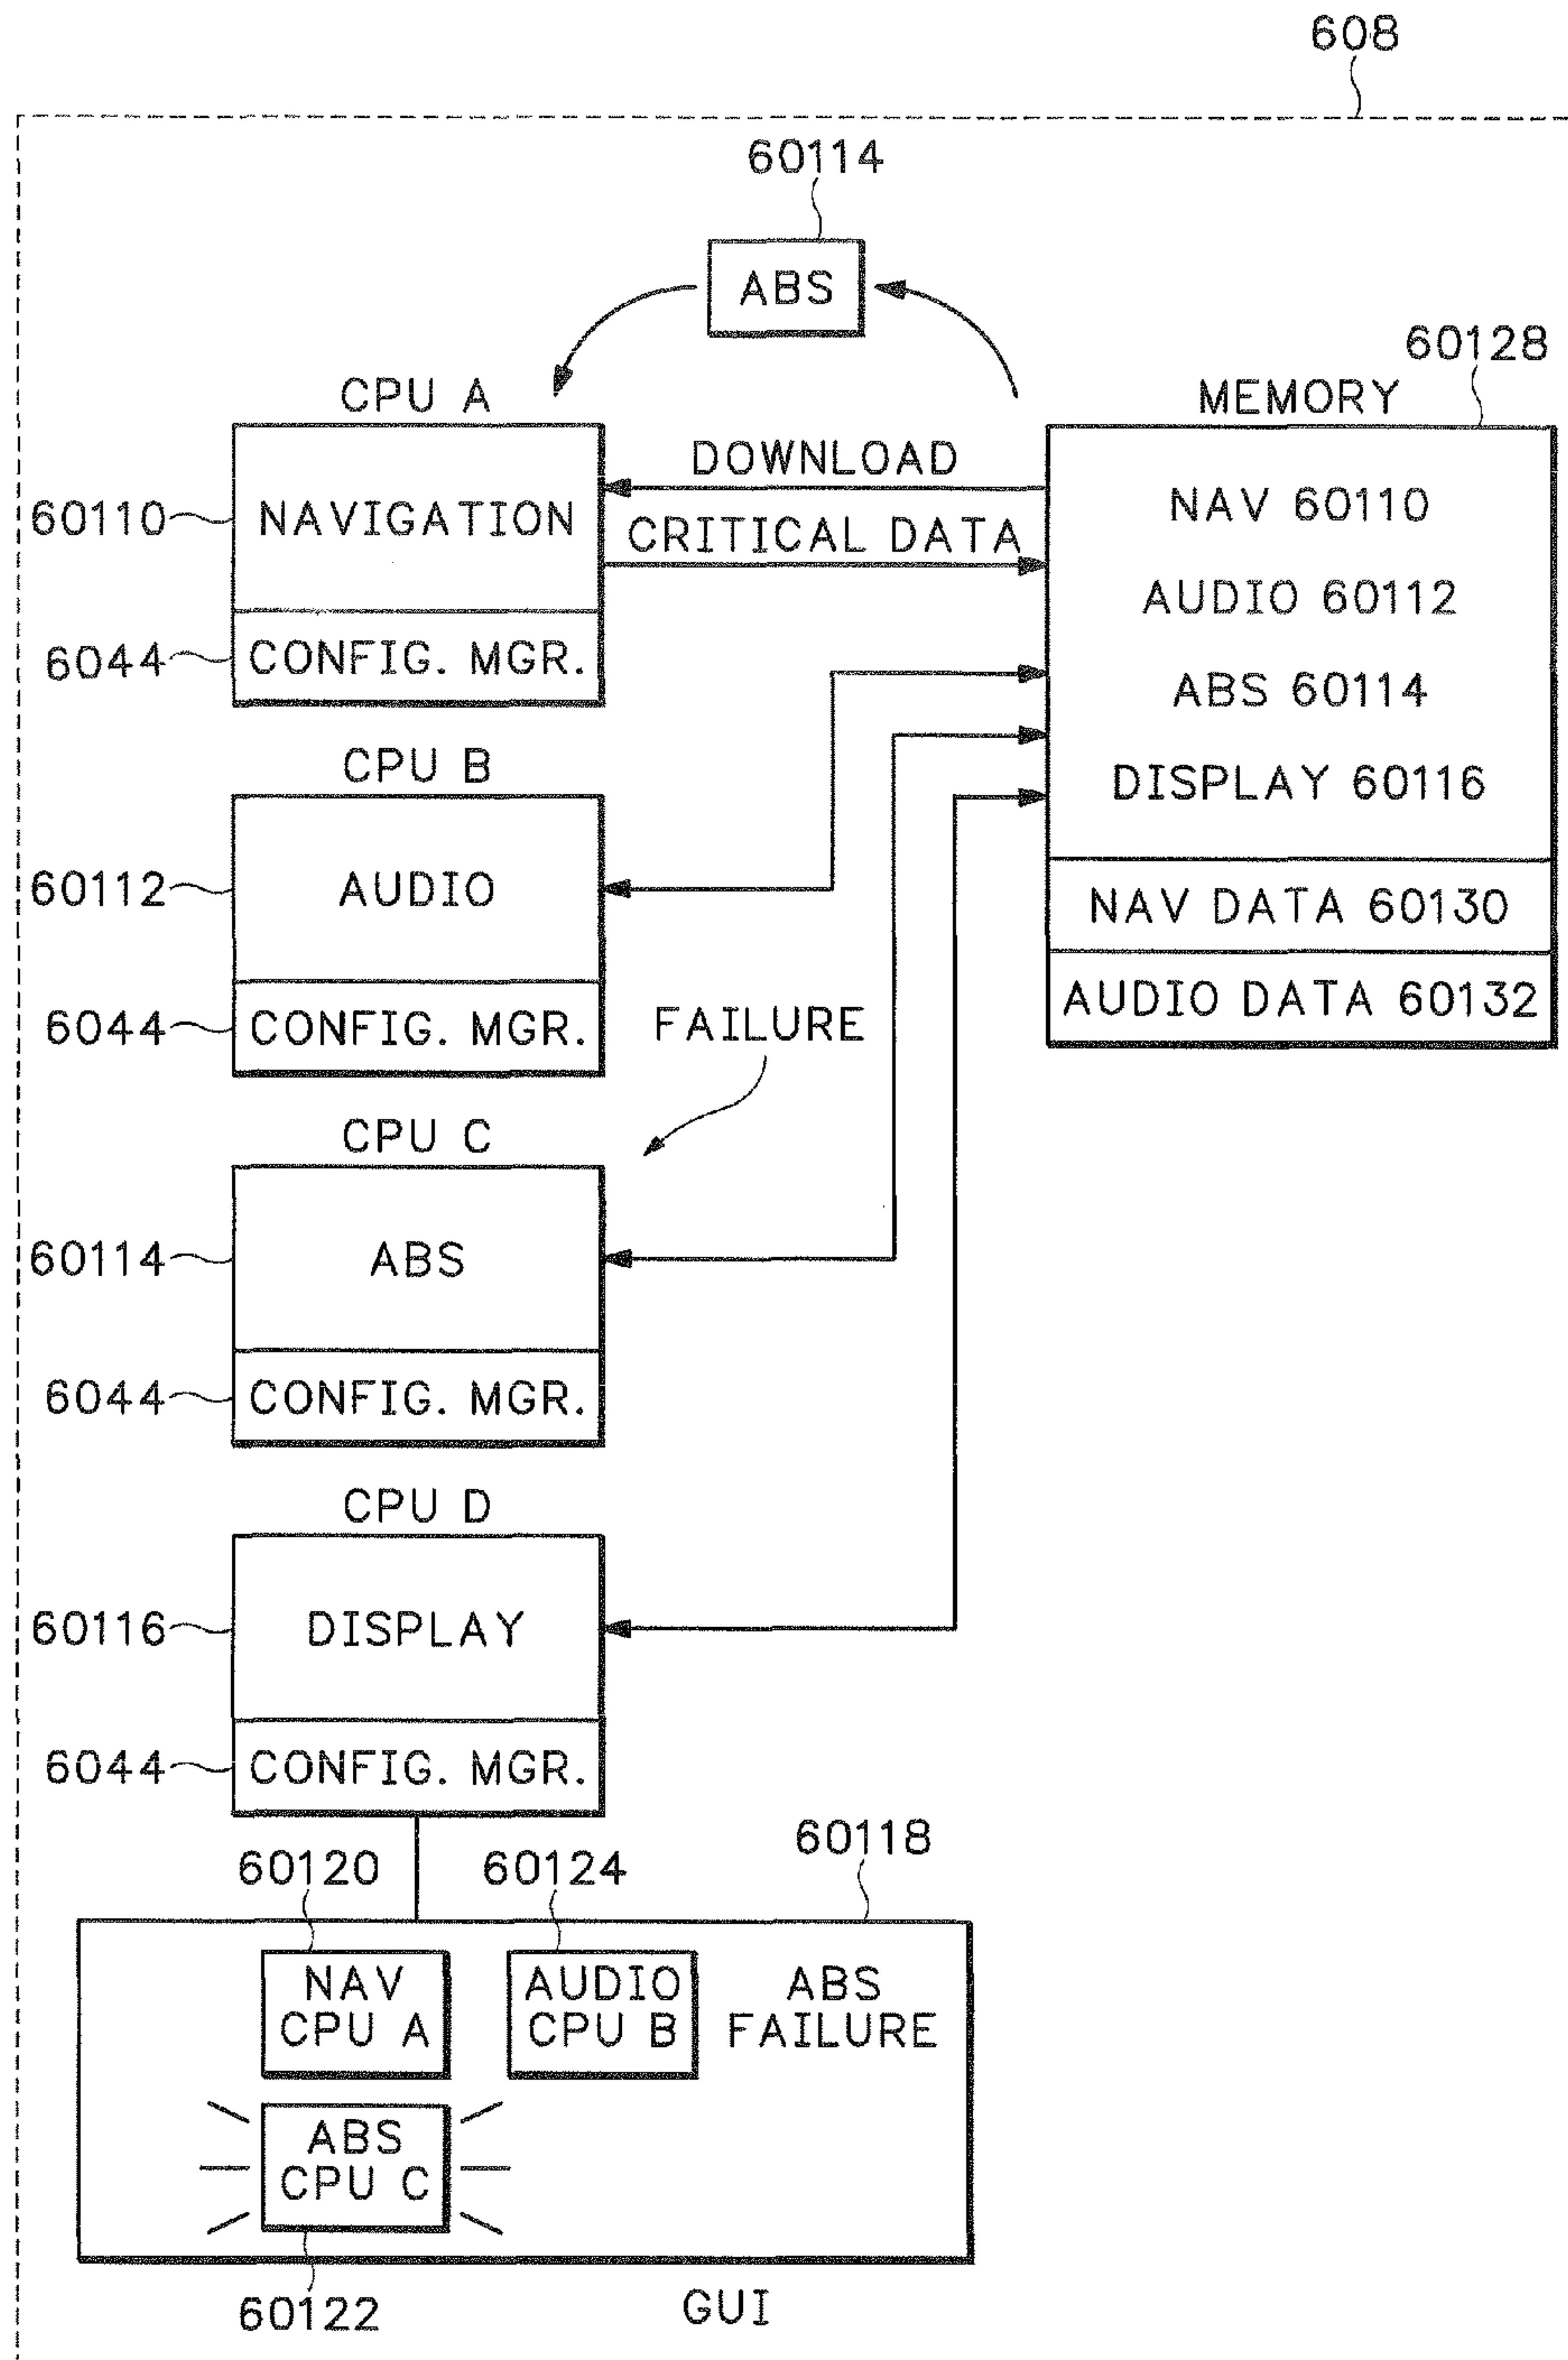 608
60114
ABS
60128
CPU A
MEMORY
DOWNLOAD
60110
NAVIGATION
NAV 60110
CRITICAL DATA
AUDIO 60112
6044
CONFIG. MGR.
ABS 60114
CPU B
DISPLAY 60116
60112
AUDIO
NAV DATA 60130
AUDIO DATA 60132
6044
CONFIG. MGR.
FAILURE
CPU C
60114
ABS
6044
CONFIG. MGR.
CPU D
60116
DISPLAY
6044
CONFIG. MGR.
60118
60120
60124
NAV
CPU A
AUDIO
CPU B
ABS
FAILURE
ABS
CPU C
60122
GUI